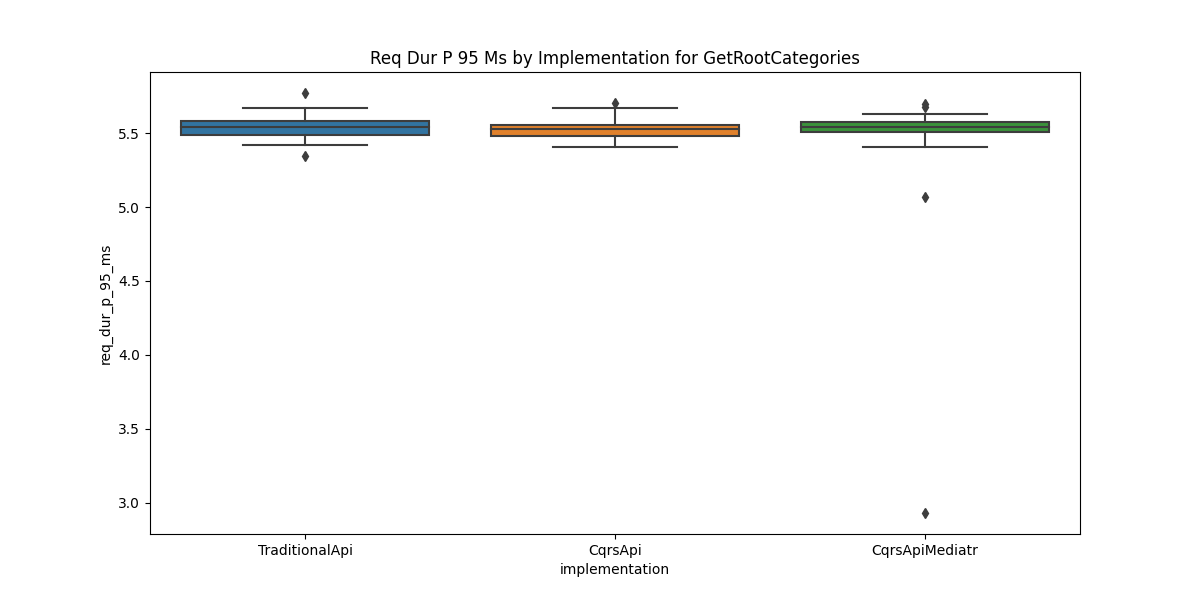 Req Dur P 95 Ms by Implementation for GetRootCategories
req_dur_p_95_ms
5.5
5.0
4.5
4.0
3.5
3.0
TraditionalApi
CqrsApi
CqrsApiMediatr
implementation